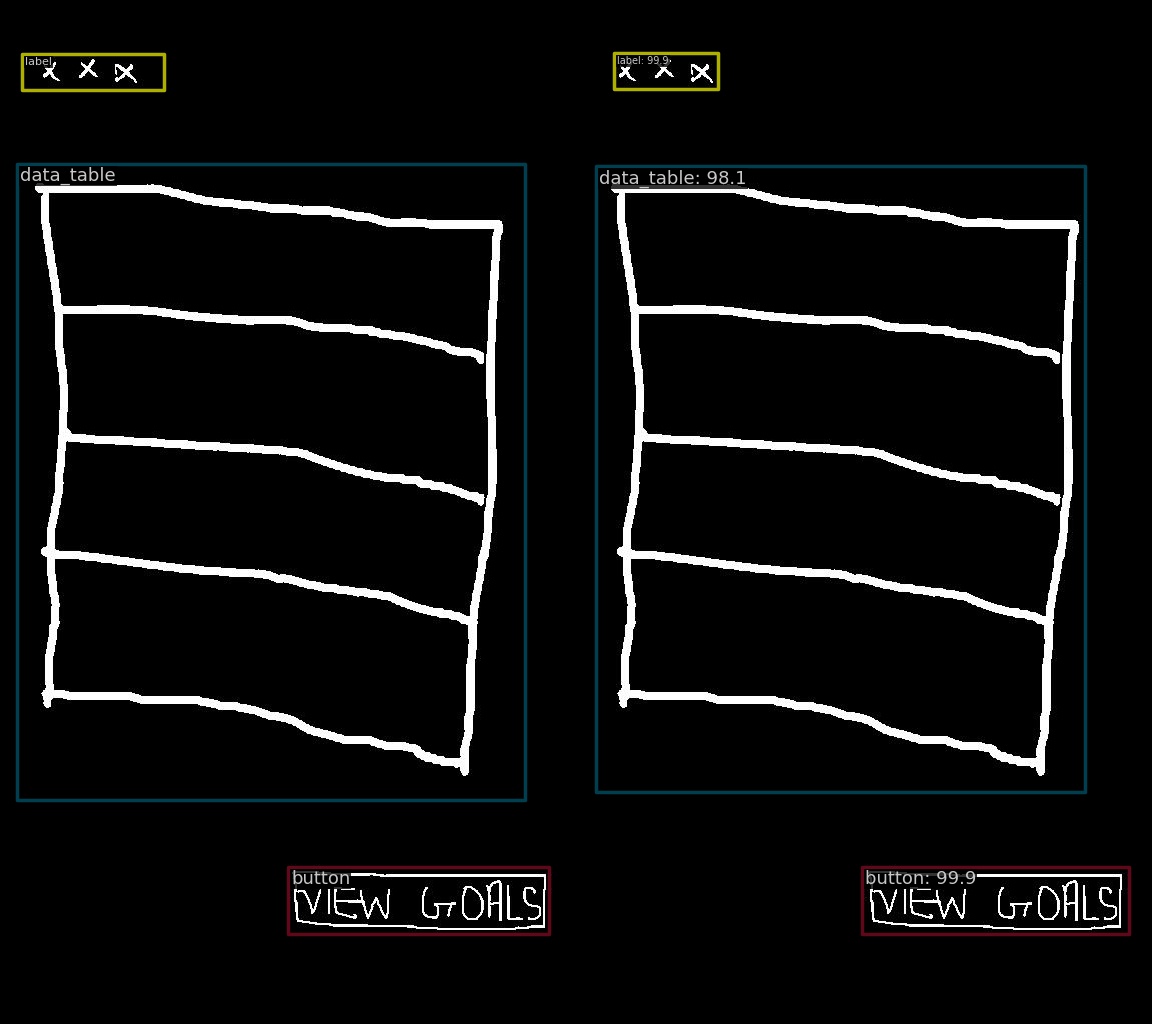 label label: 99.9
x x x x x x
data_table data_table: 98.1
button button: 99.9
VIEW GOALS VIEW GOALS